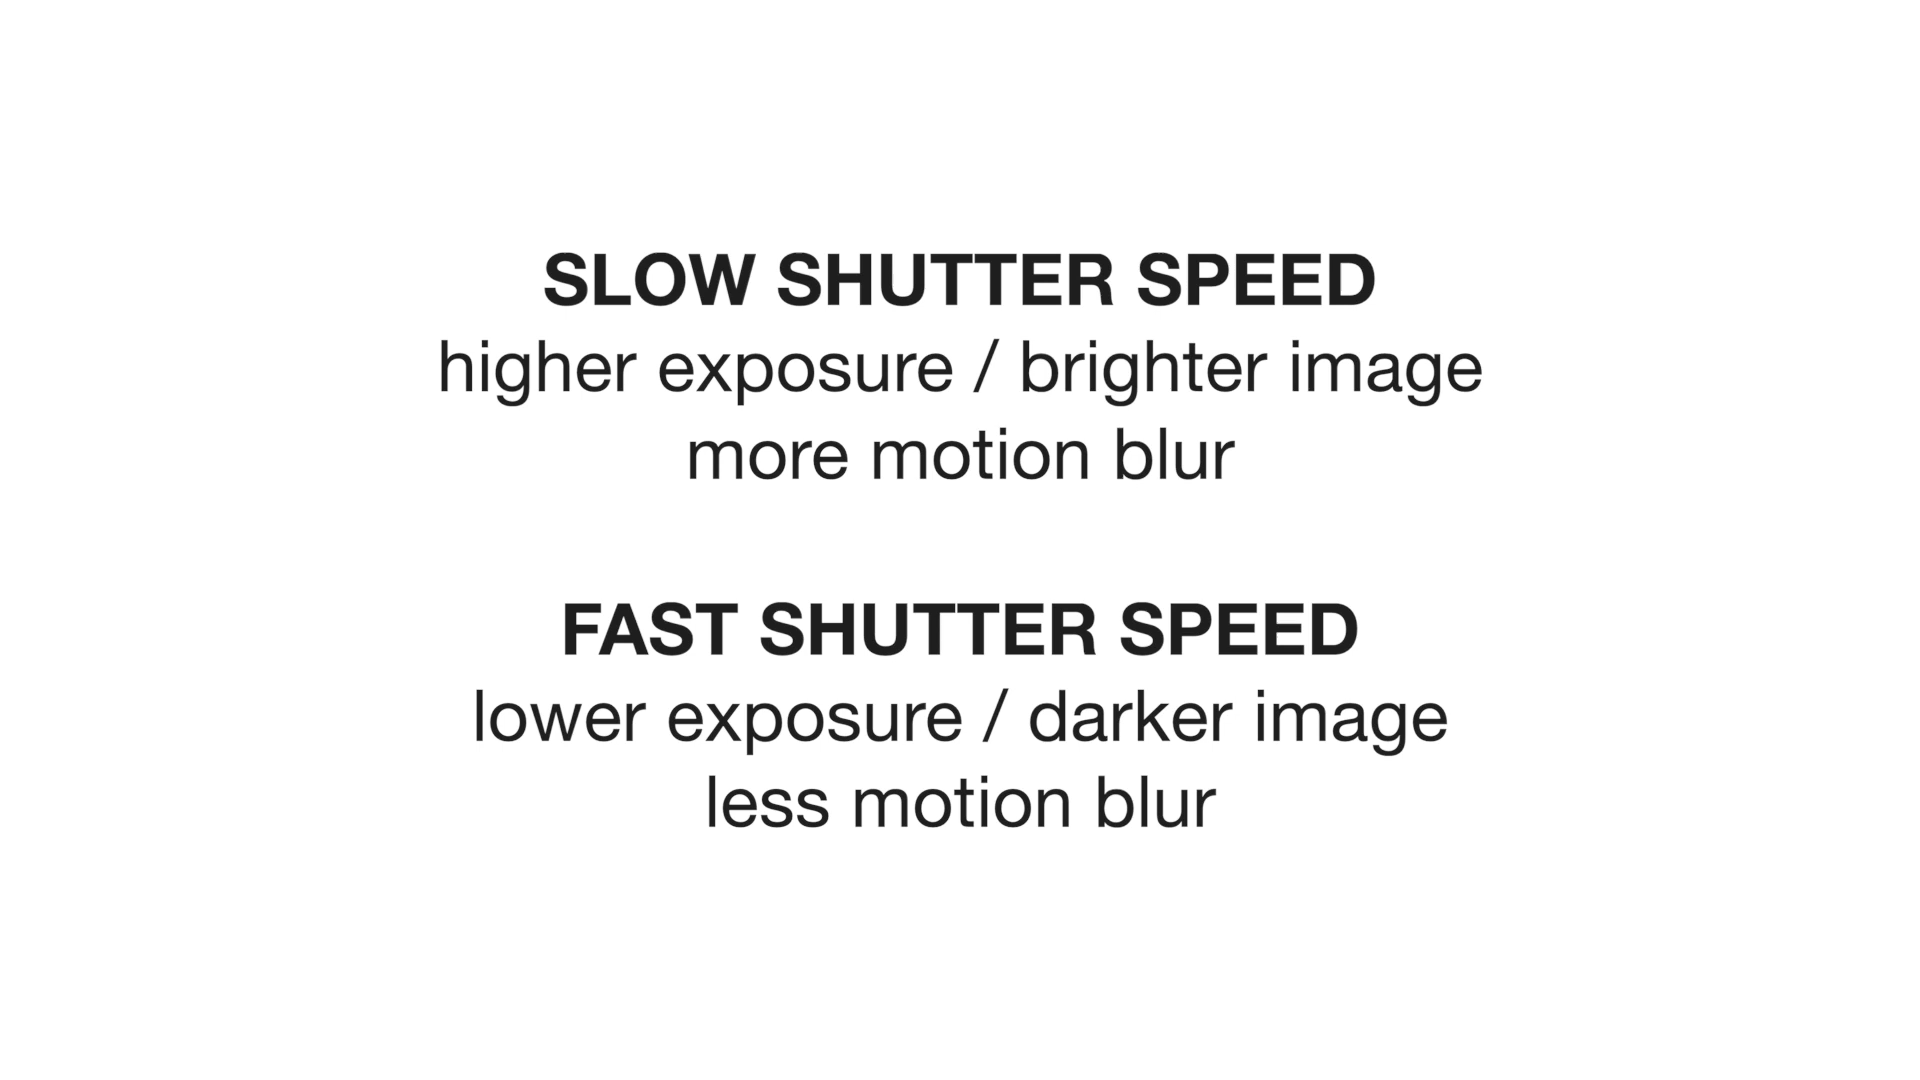 SLOW SHUTTER SPEED
higher exposure / brighter image
more motion blur
FAST SHUTTER SPEED
lower exposure / darker image
less motion blur